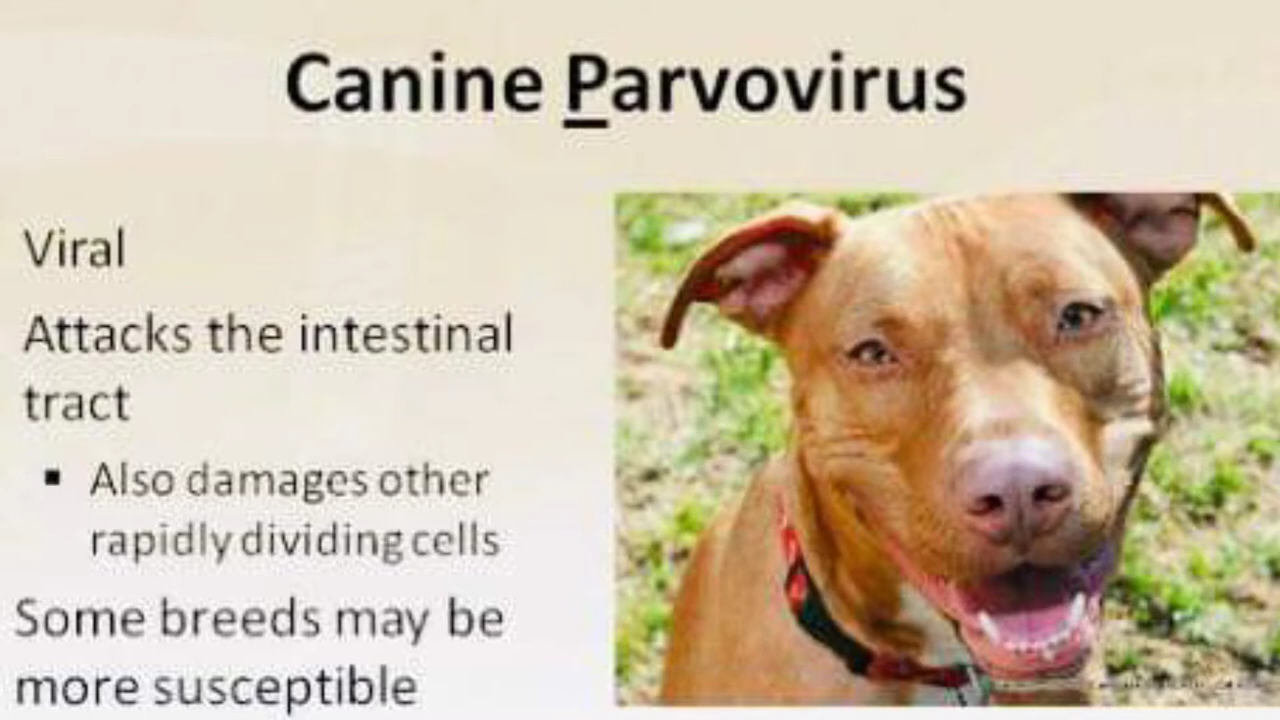 Canine Parvovirus
Viral
Attacks the intestinal
tract
▪ Also damages other
rapidly dividing cells
Some breeds may be
more susceptible